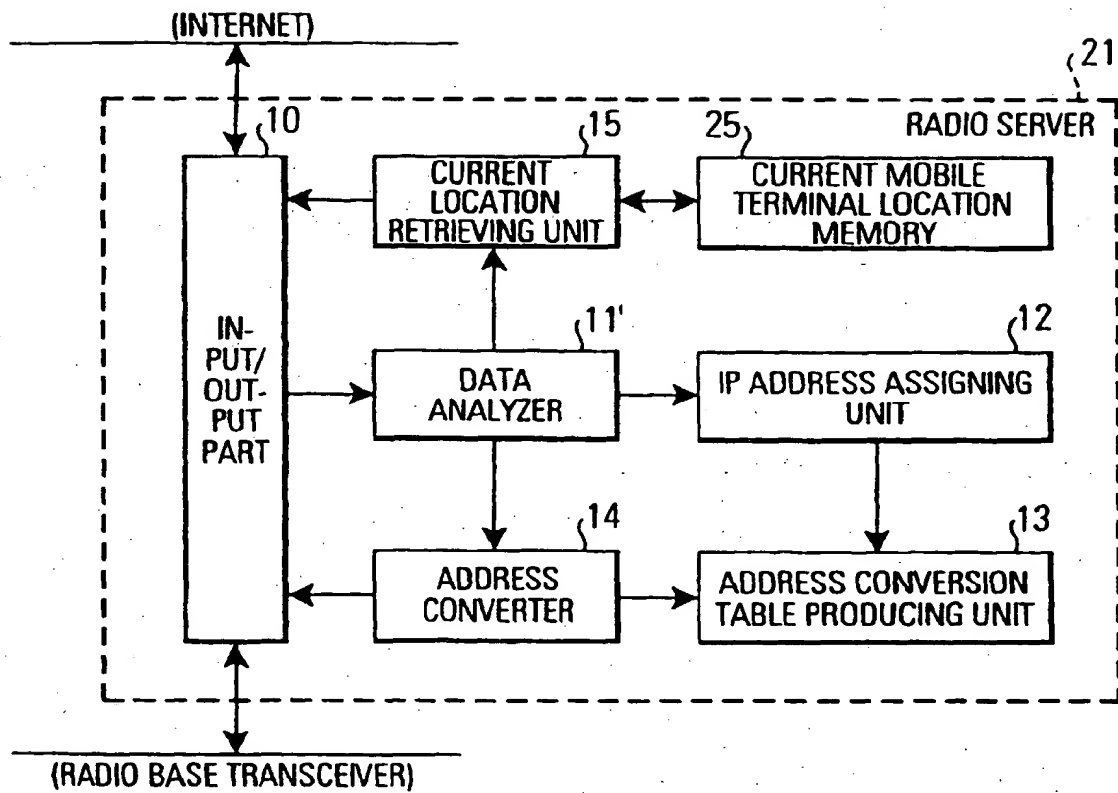 (INTERNET)
21
RADIO SERVER
10
15
25
CURRENT
LOCATION
RETRIEVING UNIT
CURRENT MOBILE
TERMINAL LOCATION
MEMORY
IN-
PUT/
OUT-
PUT
PART
11'
12
DATA
ANALYZER
IP ADDRESS ASSIGNING
UNIT
14
13
ADDRESS
CONVERTER
ADDRESS CONVERSION
TABLE PRODUCING UNIT
(RADIO BASE TRANSCEIVER)